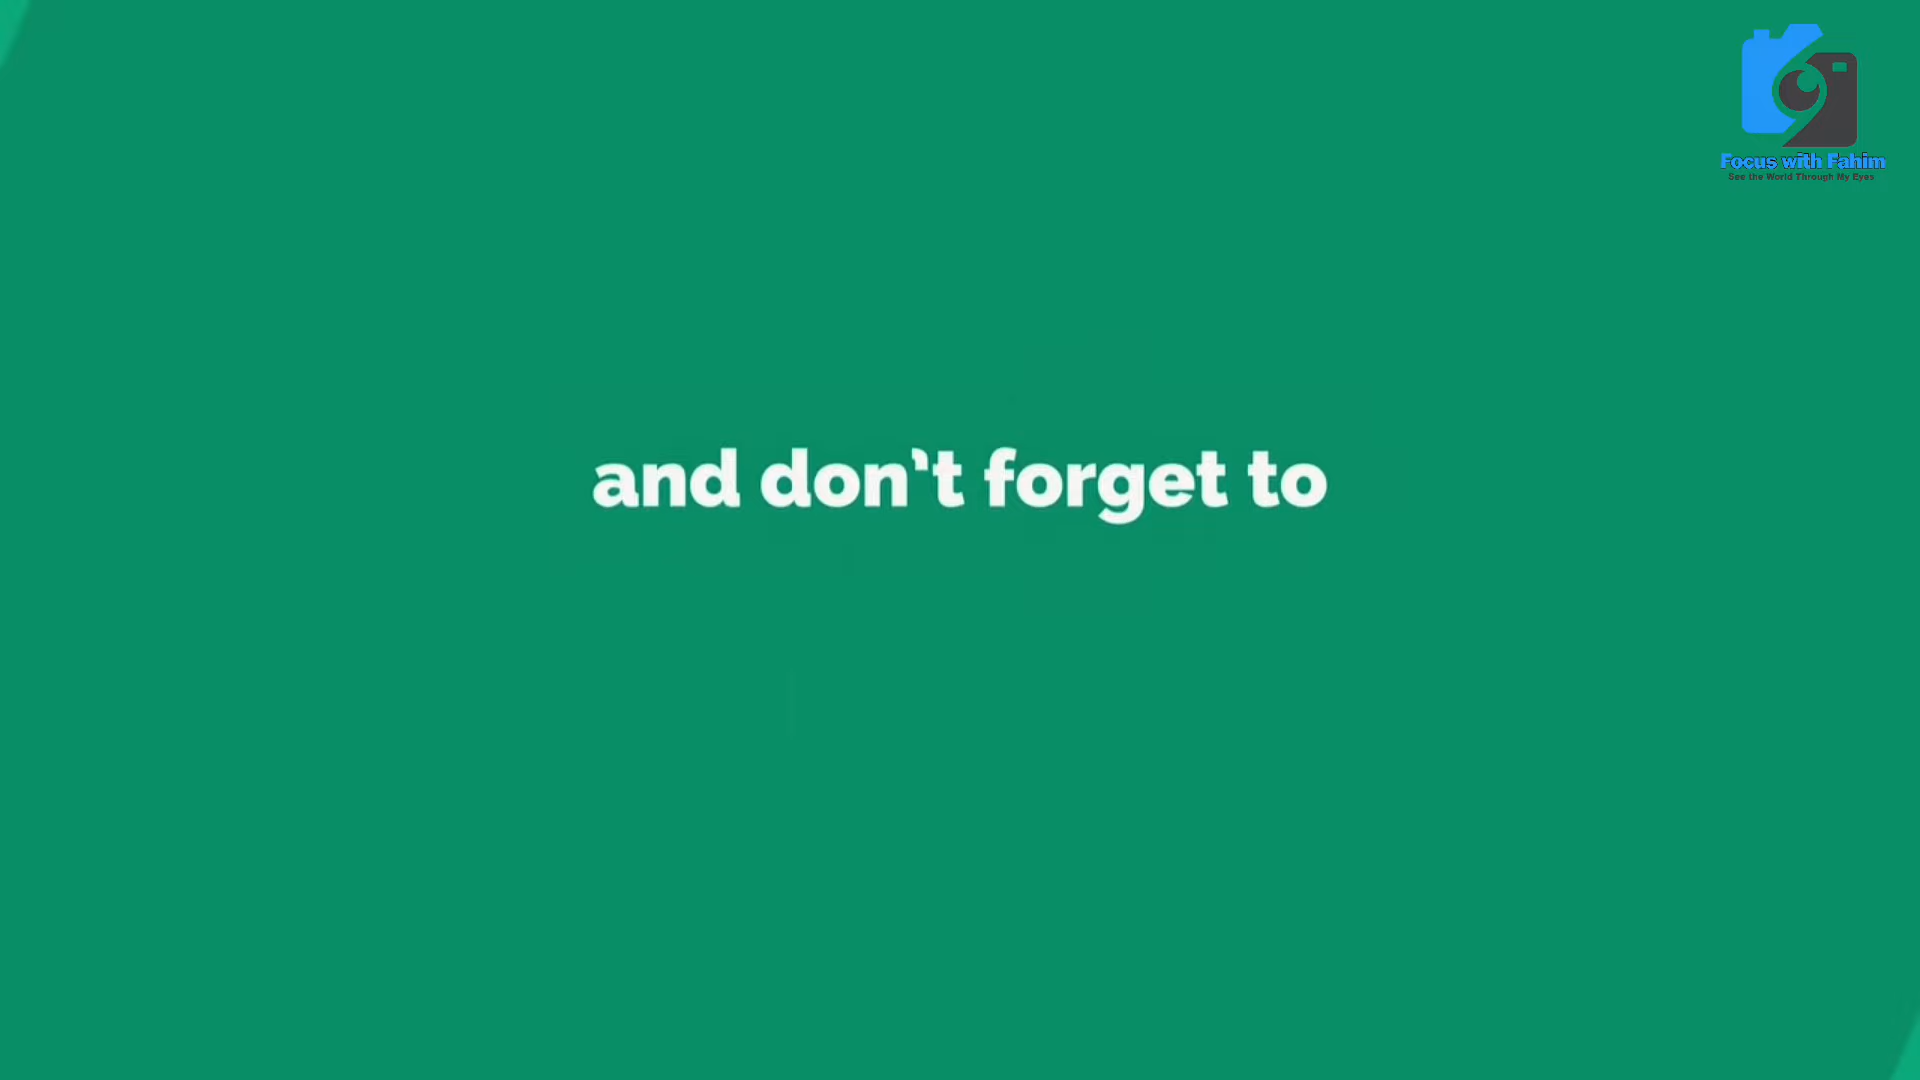 Focus with Fahim
See the World Through My Eyes
and don't forget to